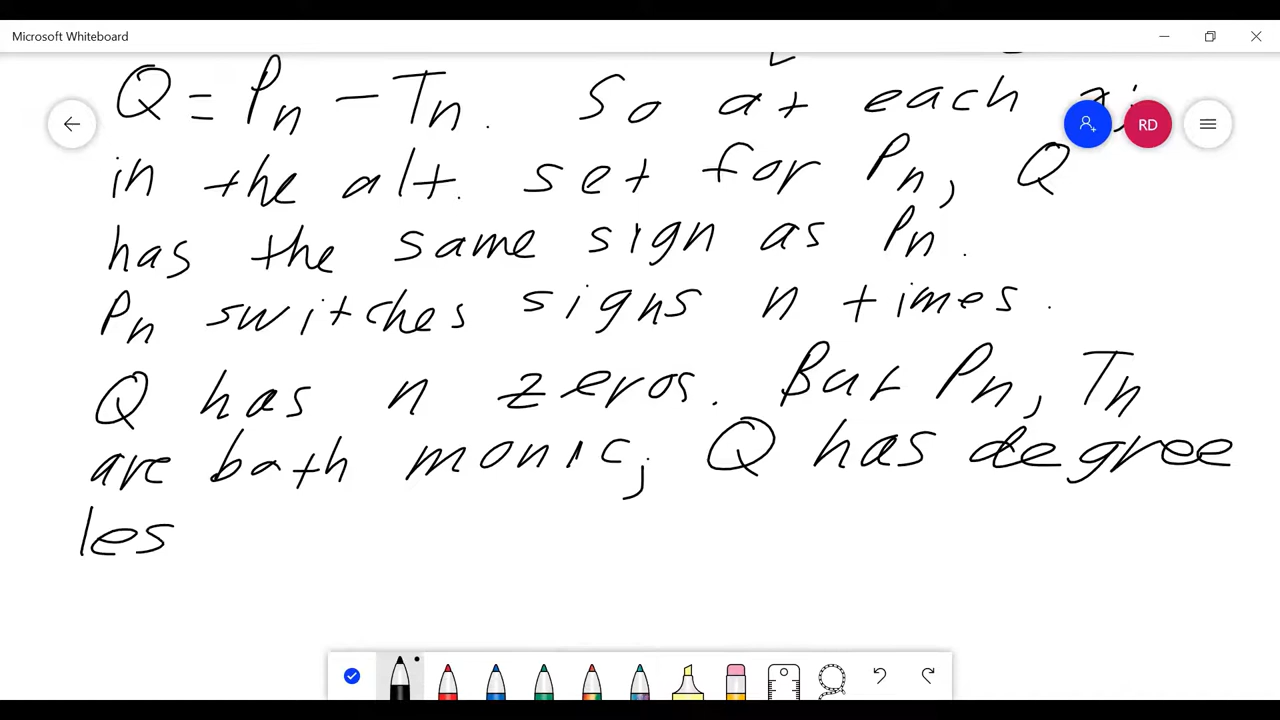 Microsoft Whiteboard
Q = Pn - Tn. So at each
RD
in the alt. set for Pn, Q
has the same sign as Pn.
Pn switches signs n times.
Q has n zeros. But Pn, Tn
are both monic, Q has degree
les